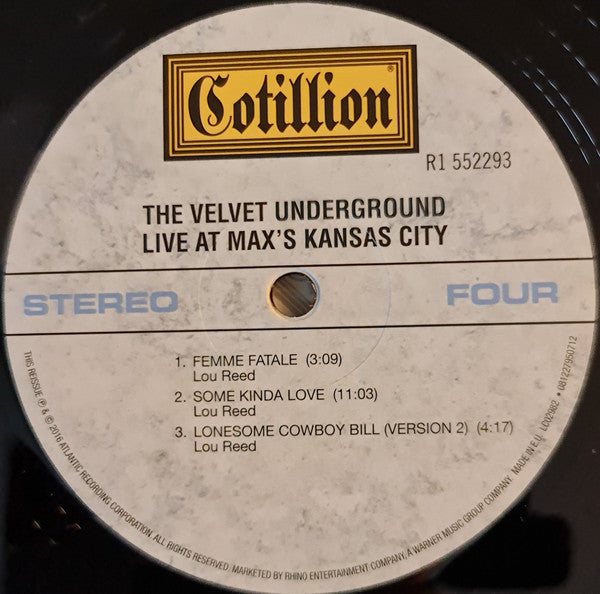 Cotillion®
R1 552293
THE VELVET UNDERGROUND
LIVE AT MAX'S KANSAS CITY
STEREO FOUR
1. FEMME FATALE (3:09)
Lou Reed
2. SOME KINDA LOVE (11:03)
Lou Reed
3. LONESOME COWBOY BILL (VERSION 2) (4:17)
Lou Reed
THIS REISSUE ℗ & © 2016 ATLANTIC RECORDING CORPORATION. ALL RIGHTS RESERVED. MARKETED BY RHINO ENTERTAINMENT COMPANY, A WARNER MUSIC GROUP COMPANY. MADE IN E.U. LC02982 • 081227950712